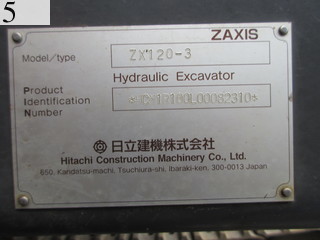 5
ZAXIS
Model/type ZX120-3
Hydraulic Excavator
Product
Identification
Number
日立建機株式会社
Hitachi Construction Machinery Co., Ltd.
650, Kandatsu-machi, Tsuchiura-shi, Ibaraki-ken, 300-0013 Japan